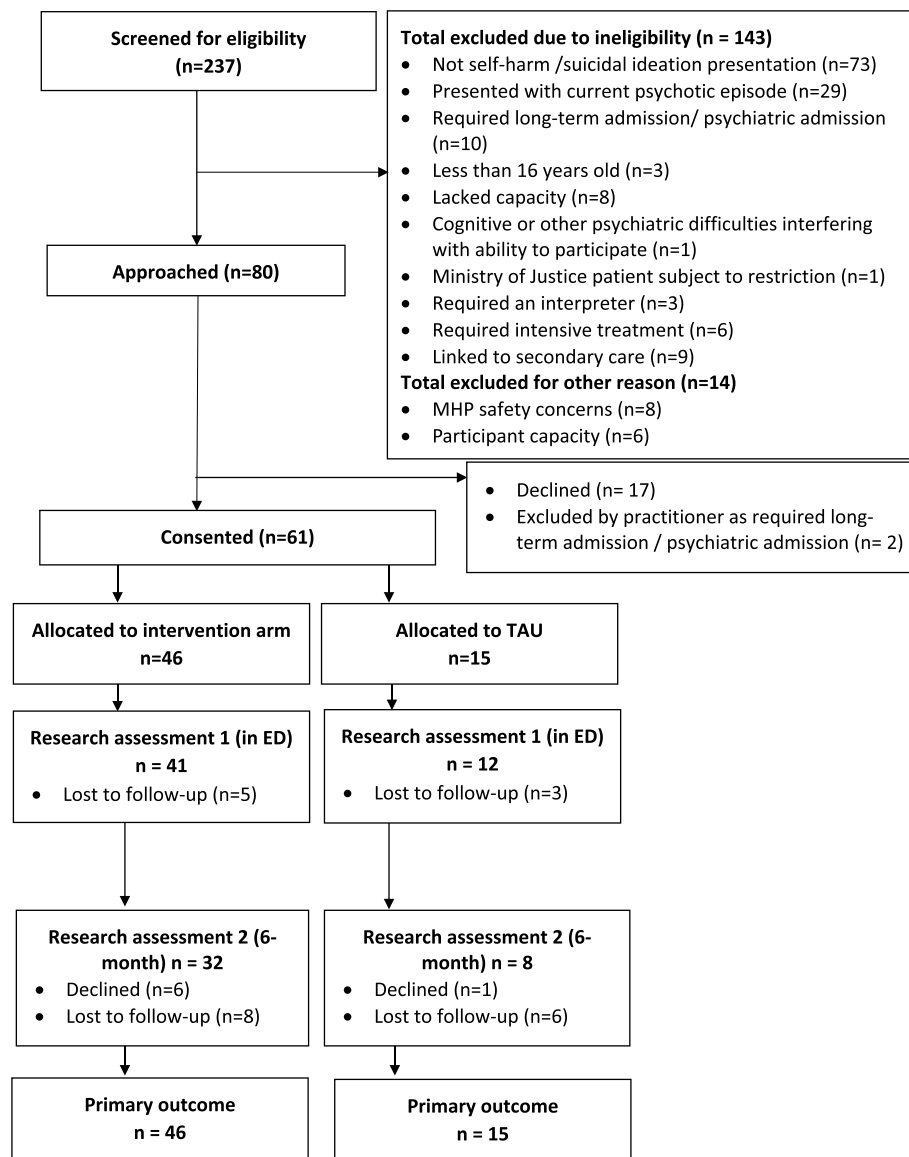 Screened for eligibility
(n=237)
Total excluded due to ineligibility (n = 143)
• Not self-harm /suicidal ideation presentation (n=73)
• Presented with current psychotic episode (n=29)
• Required long-term admission/ psychiatric admission
(n=10)
• Less than 16 years old (n=3)
• Lacked capacity (n=8)
• Cognitive or other psychiatric difficulties interfering
with ability to participate (n=1)
• Ministry of Justice patient subject to restriction (n=1)
• Required an interpreter (n=3)
• Required intensive treatment (n=6)
• Linked to secondary care (n=9)
Total excluded for other reason (n=14)
• MHP safety concerns (n=8)
• Participant capacity (n=6)
Approached (n=80)
• Declined (n= 17)
• Excluded by practitioner as required long-
term admission / psychiatric admission (n= 2)
Consented (n=61)
Allocated to intervention arm
n=46
Allocated to TAU
n=15
Research assessment 1 (in ED)
n = 41
• Lost to follow-up (n=5)
Research assessment 1 (in ED)
n = 12
• Lost to follow-up (n=3)
Research assessment 2 (6-
month) n = 32
• Declined (n=6)
• Lost to follow-up (n=8)
Research assessment 2 (6-
month) n = 8
• Declined (n=1)
• Lost to follow-up (n=6)
Primary outcome
n = 46
Primary outcome
n = 15